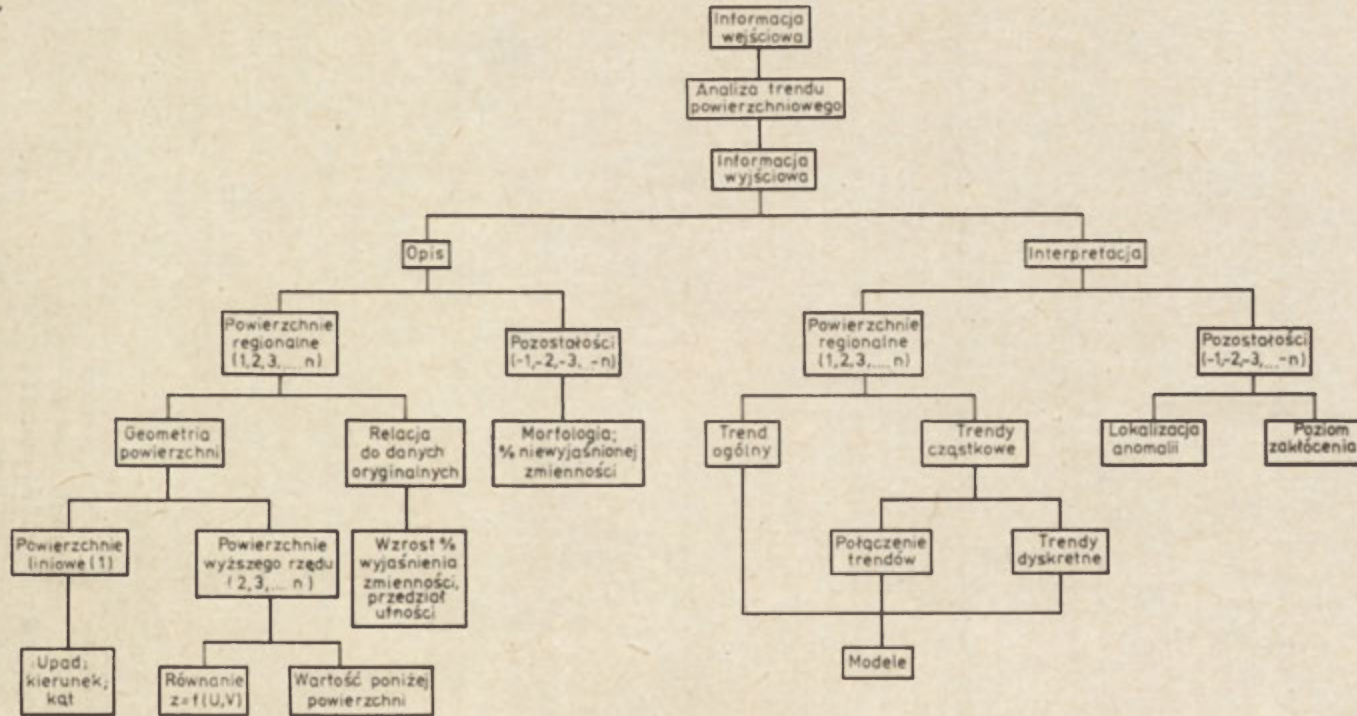 Informacja
wejściowa
Analiza trendu
powierzchniowego
Informacja
wyjściowa
Opis
Interpretacja
Powierzchnie
regionalne
(1,2,3,.... n)
Pozostałości
(-1,-2,-3, ..-n)
Powierzchnie
regionalne
(1,2,3,.... n)
Pozostałości
(-1,-2,-3,...,-n)
Geometria
powierzchni
Relacja
do danych
oryginalnych
Morfologia;
% niewyjaśnionej
zmienności
Trend
ogólny
Trendy
cząstkowe
Lokalizacja
anomalii
Poziom
zakłócenia
Powierzchnie
liniowe (1)
Powierzchnie
wyższego rzędu
(2,3,.... n)
Wzrost %
wyjaśnienia
zmienności,
przedział
ufności
Połączenie
trendów
Trendy
dyskretne
Upad;
kierunek;
kąt
Równanie
z=f(U,V)
Wartość poniżej
powierzchni
Modele